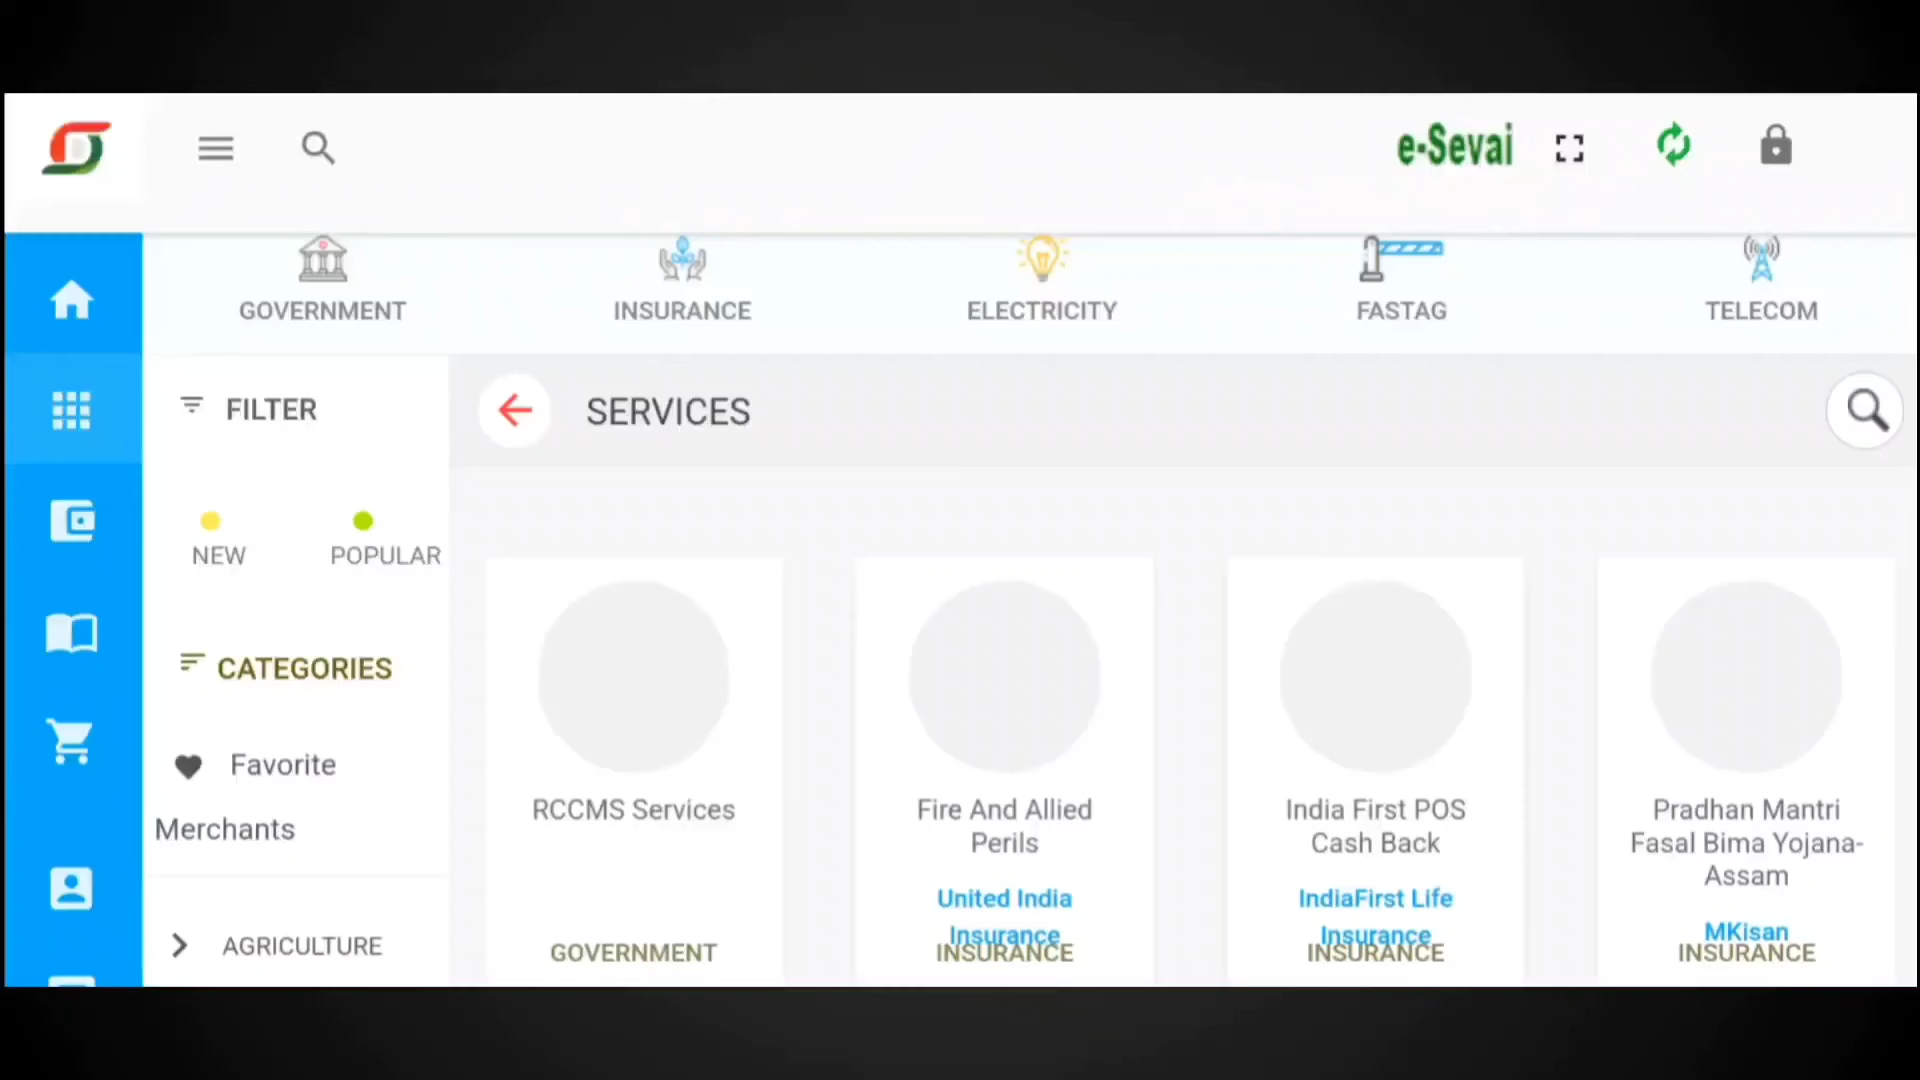 e-Sevai
GOVERNMENT
INSURANCE
ELECTRICITY
FASTAG
TELECOM
FILTER
NEW
POPULAR
CATEGORIES
Favorite
Merchants
AGRICULTURE
SERVICES
RCCMS Services
GOVERNMENT
Fire And Allied
Perils
United India
Insurance
INSURANCE
India First POS
Cash Back
IndiaFirst Life
Insurance
INSURANCE
Pradhan Mantri
Fasal Bima Yojana-
Assam
MKisan
INSURANCE